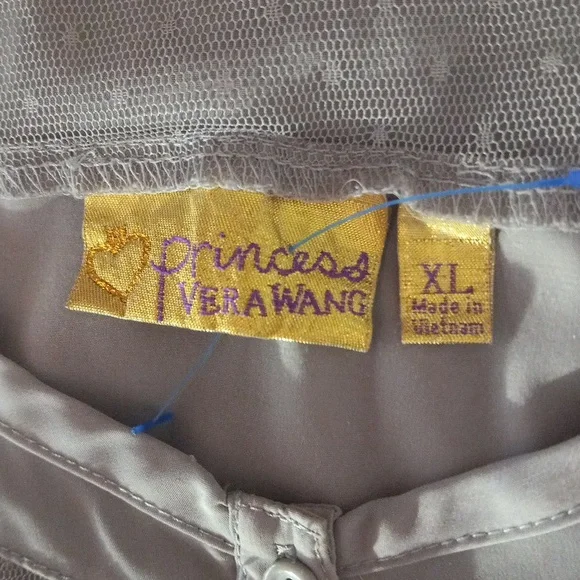 princess
VERA WANG
XL
Made in
Vietnam